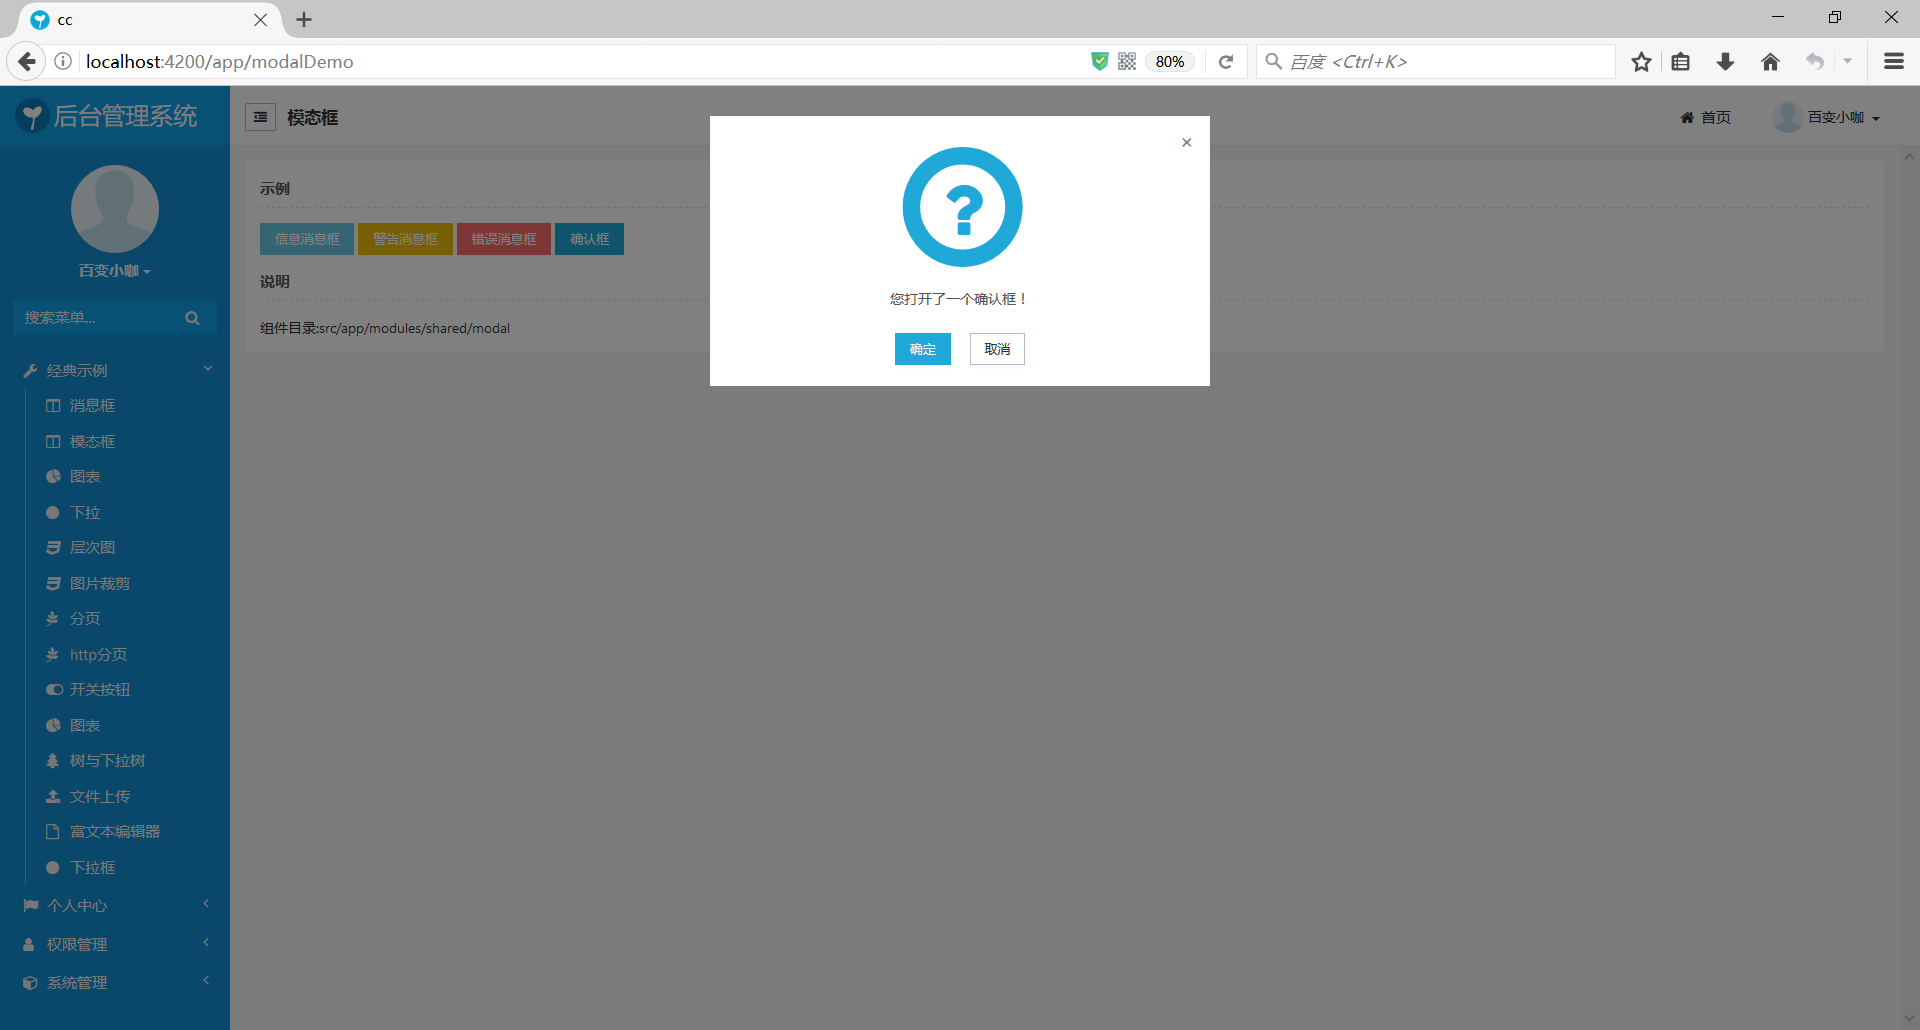 cc
localhost:4200/app/modalDemo
80%
百度 <Ctrl+K>
后台管理系统
模态框
首页
百变小咖
百变小咖
搜索菜单...
经典示例
消息框
模态框
图表
下拉
层次图
图片裁剪
分页
http分页
开关按钮
图表
树与下拉树
文件上传
富文本编辑器
下拉框
个人中心
权限管理
系统管理
示例
信息消息框 警告消息框 错误消息框 确认框
说明
组件目录:src/app/modules/shared/modal
×
您打开了一个确认框！
确定 取消